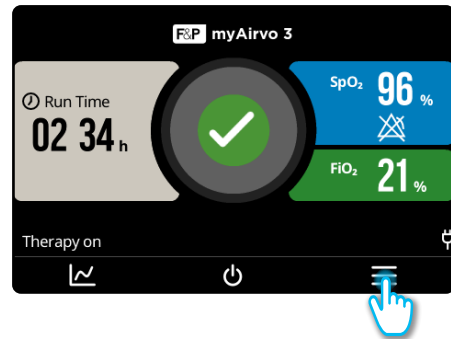 F&P myAirvo 3
Run Time
02 34 h
SpO₂ 96 %
FiO₂ 21 %
Therapy on